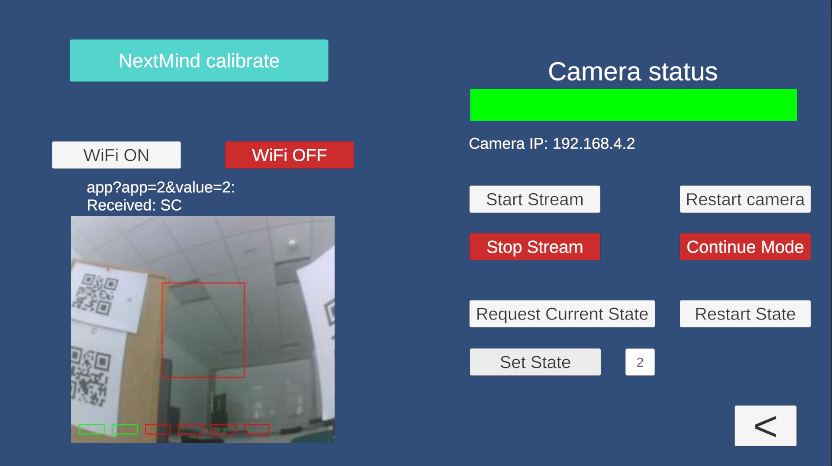 NextMind calibrate
WiFi ON
WiFi OFF
app?app=2&value=2:
Received: SC
Camera status
Camera IP: 192.168.4.2
Start Stream
Restart camera
Stop Stream
Continue Mode
Request Current State
Restart State
Set State
2
<